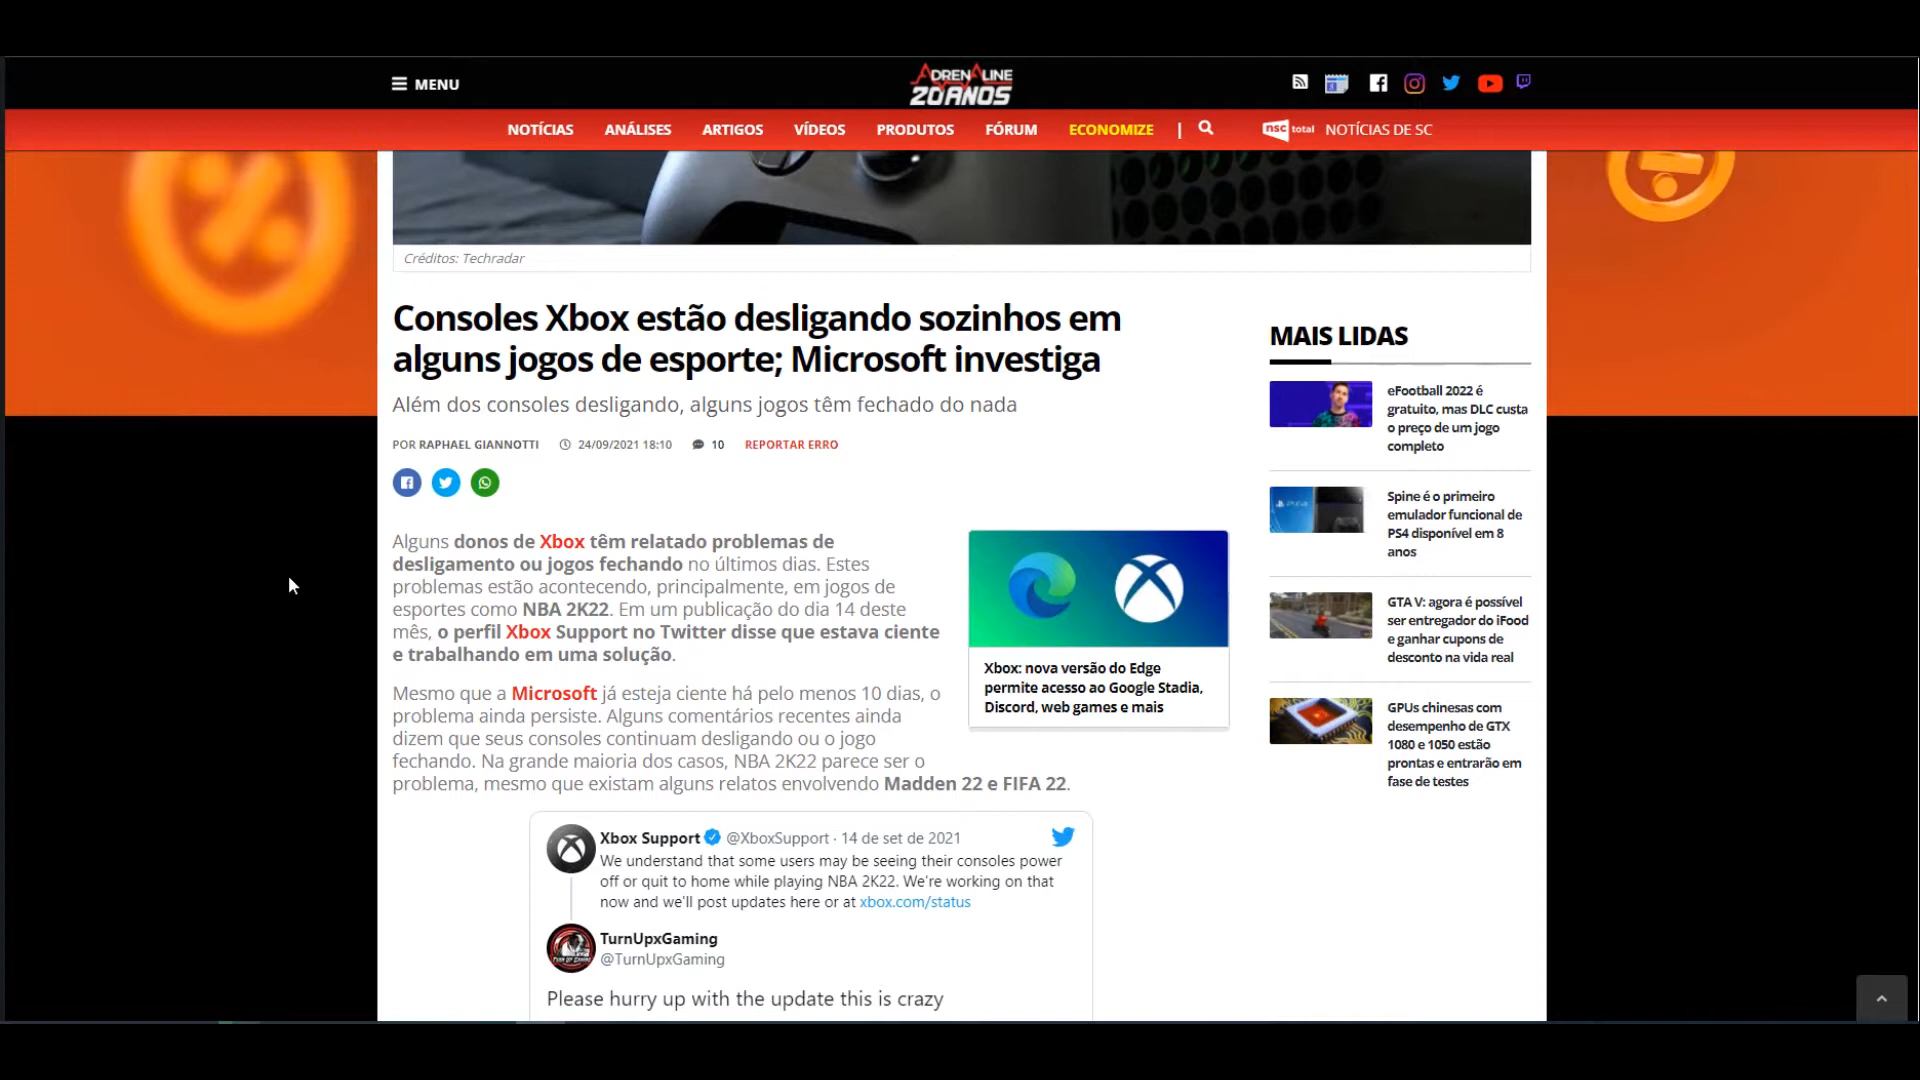 MENU
ADRENALINE
20 ANOS
NOTÍCIAS ANÁLISES ARTIGOS VÍDEOS PRODUTOS FÓRUM ECONOMIZE | nsc total NOTÍCIAS DE SC
Créditos: Techradar
Consoles Xbox estão desligando sozinhos em
alguns jogos de esporte; Microsoft investiga
Além dos consoles desligando, alguns jogos têm fechado do nada
POR RAPHAEL GIANNOTTI 24/09/2021 18:10 10 REPORTAR ERRO
Alguns donos de Xbox têm relatado problemas de
desligamento ou jogos fechando no últimos dias. Estes
problemas estão acontecendo, principalmente, em jogos de
esportes como NBA 2K22. Em um publicação do dia 14 deste
mês, o perfil Xbox Support no Twitter disse que estava ciente
e trabalhando em uma solução.
Xbox: nova versão do Edge
permite acesso ao Google Stadia,
Discord, web games e mais
Mesmo que a Microsoft já esteja ciente há pelo menos 10 dias, o
problema ainda persiste. Alguns comentários recentes ainda
dizem que seus consoles continuam desligando ou o jogo
fechando. Na grande maioria dos casos, NBA 2K22 parece ser o
problema, mesmo que existam alguns relatos envolvendo Madden 22 e FIFA 22.
Xbox Support @XboxSupport · 14 de set de 2021
We understand that some users may be seeing their consoles power
off or quit to home while playing NBA 2K22. We're working on that
now and we'll post updates here or at xbox.com/status
TurnUpxGaming
@TurnUpxGaming
Please hurry up with the update this is crazy
MAIS LIDAS
eFootball 2022 é
gratuito, mas DLC custa
o preço de um jogo
completo
Spine é o primeiro
emulador funcional de
PS4 disponível em 8
anos
GTA V: agora é possível
ser entregador do iFood
e ganhar cupons de
desconto na vida real
GPUs chinesas com
desempenho de GTX
1080 e 1050 estão
prontas e entrarão em
fase de testes